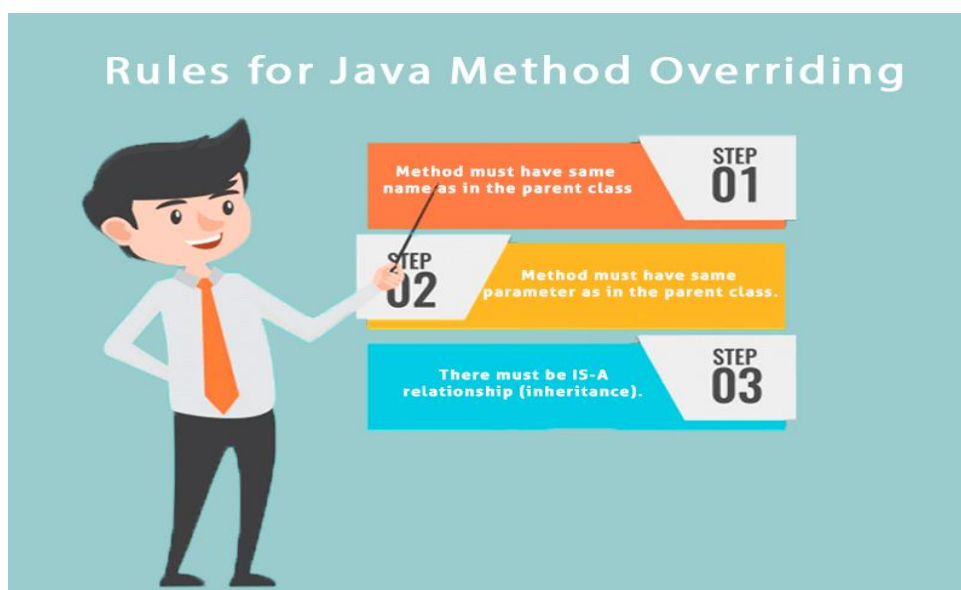 Rules for Java Method Overriding
Method must have same
name as in the parent class
STEP
01
STEP
02
Method must have same
parameter as in the parent class.
There must be IS-A
relationship (inheritance).
STEP
03